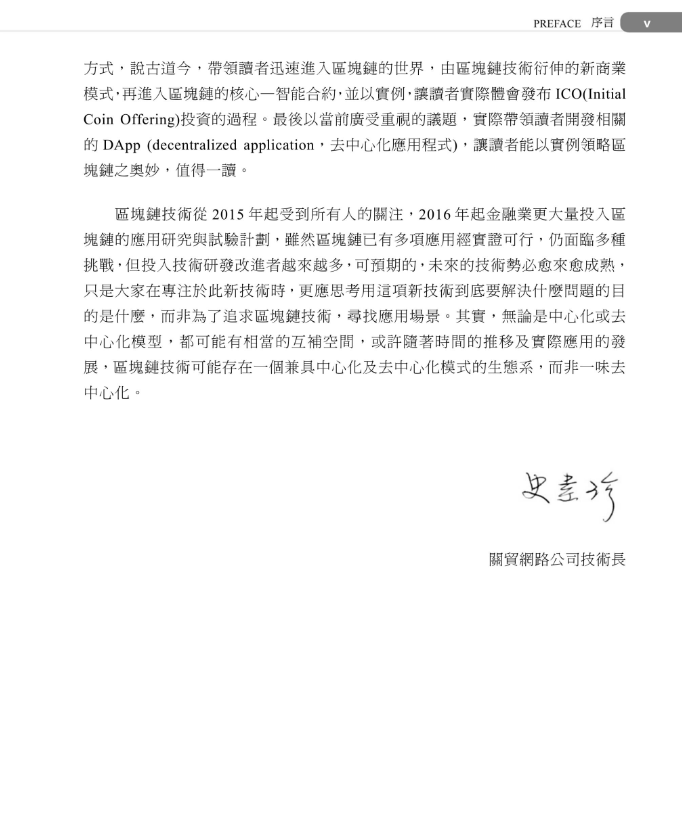 PREFACE 序言 v
方式，說古道今，帶領讀者迅速進入區塊鏈的世界，由區塊鏈技術衍伸的新商業
模式，再進入區塊鏈的核心—智能合約，並以實例，讓讀者實際體會發布 ICO(Initial
Coin Offering)投資的過程。最後以當前廣受重視的議題，實際帶領讀者開發相關
的 DApp (decentralized application，去中心化應用程式)，讓讀者能以實例領略區
塊鏈之奧妙，值得一讀。
區塊鏈技術從 2015 年起受到所有人的關注，2016 年起金融業更大量投入區
塊鏈的應用研究與試驗計劃，雖然區塊鏈已有多項應用經實證可行，仍面臨多種
挑戰，但投入技術研發改進者越來越多，可預期的，未來的技術勢必愈來愈成熟，
只是大家在專注於此新技術時，更應思考用這項新技術到底要解決什麼問題的目
的是什麼，而非為了追求區塊鏈技術，尋找應用場景。其實，無論是中心化或去
中心化模型，都可能有相當的互補空間，或許隨著時間的推移及實際應用的發
展，區塊鏈技術可能存在一個兼具中心化及去中心化模式的生態系，而非一味去
中心化。
史
關貿網路公司技術長